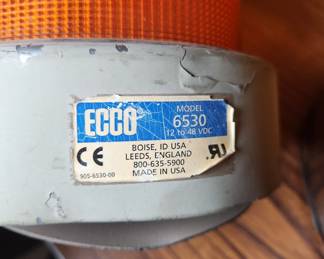 ECCO
MODEL
6530
12 to 48 VDC
BOISE, ID USA
LEEDS, ENGLAND
800-635-5900
MADE IN USA
CE
905-6530-00
RU